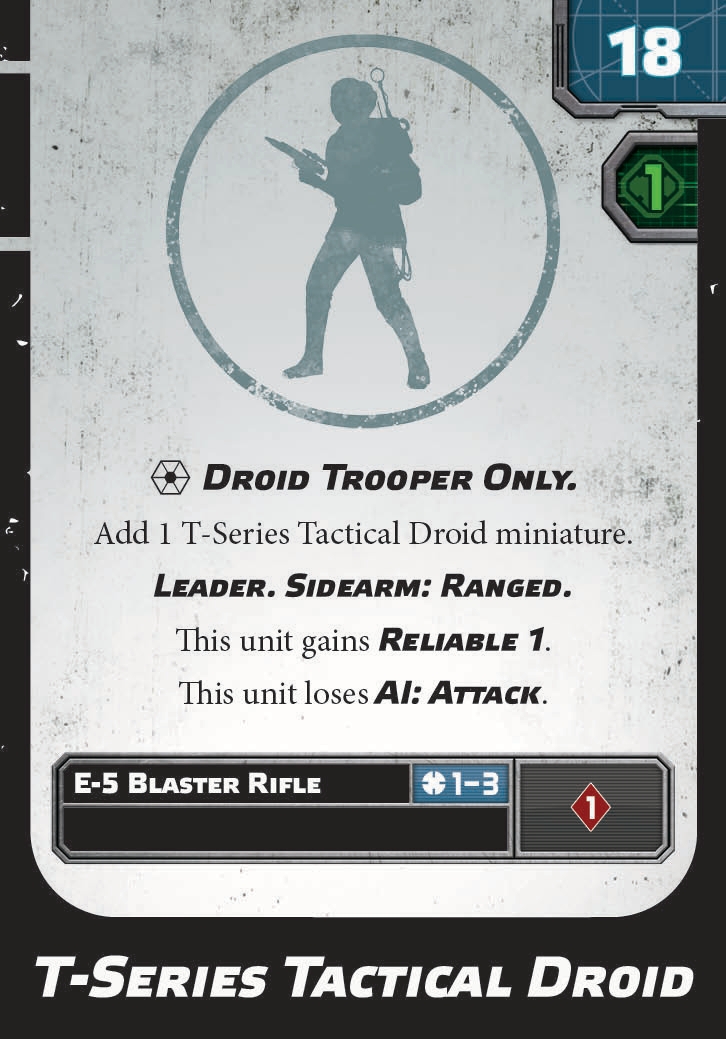 18
1
Droid Trooper Only.
Add 1 T-Series Tactical Droid miniature.
Leader. Sidearm: Ranged.
This unit gains Reliable 1.
This unit loses AI: Attack.
E-5 Blaster Rifle 1-3
1
T-Series Tactical Droid